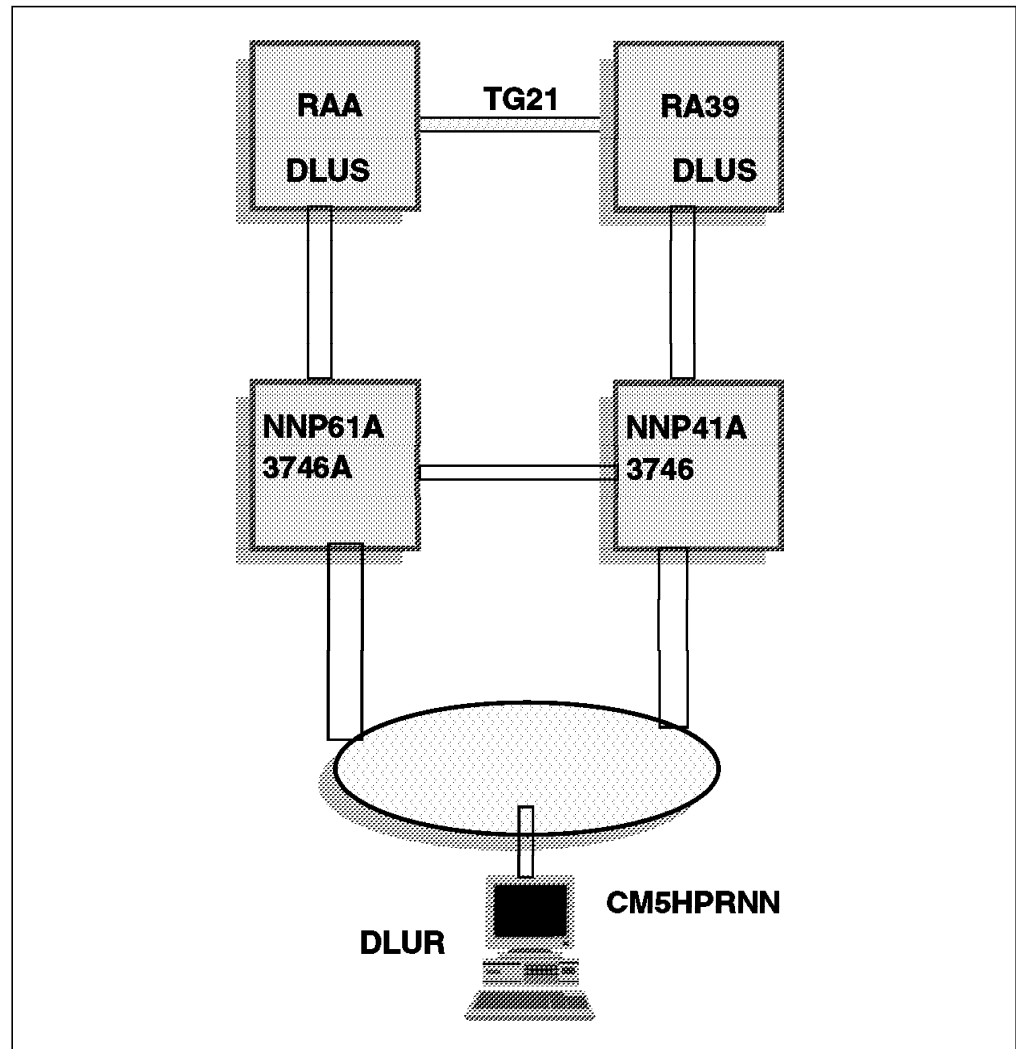 TG21
RAA
DLUS
RA39
DLUS
NNP61A
3746A
NNP41A
3746
CM5HPRNN
DLUR